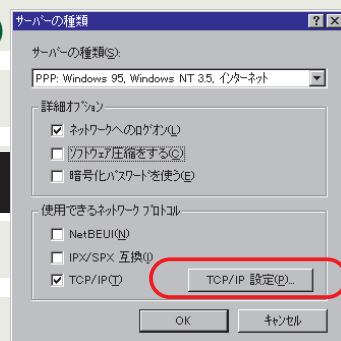 サーバーの種類
サーバーの種類(S):
PPP: Windows 95, Windows NT 3.5, インターネット
詳細オプション
ネットワークへのログオン(L)
ソフトウェア圧縮をする(C)
暗号化パスワードを使う(E)
使用できるネットワーク プロトコル
NetBEUI(N)
IPX/SPX 互換(I)
TCP/IP(T)
TCP/IP 設定(P)...
OK キャンセル